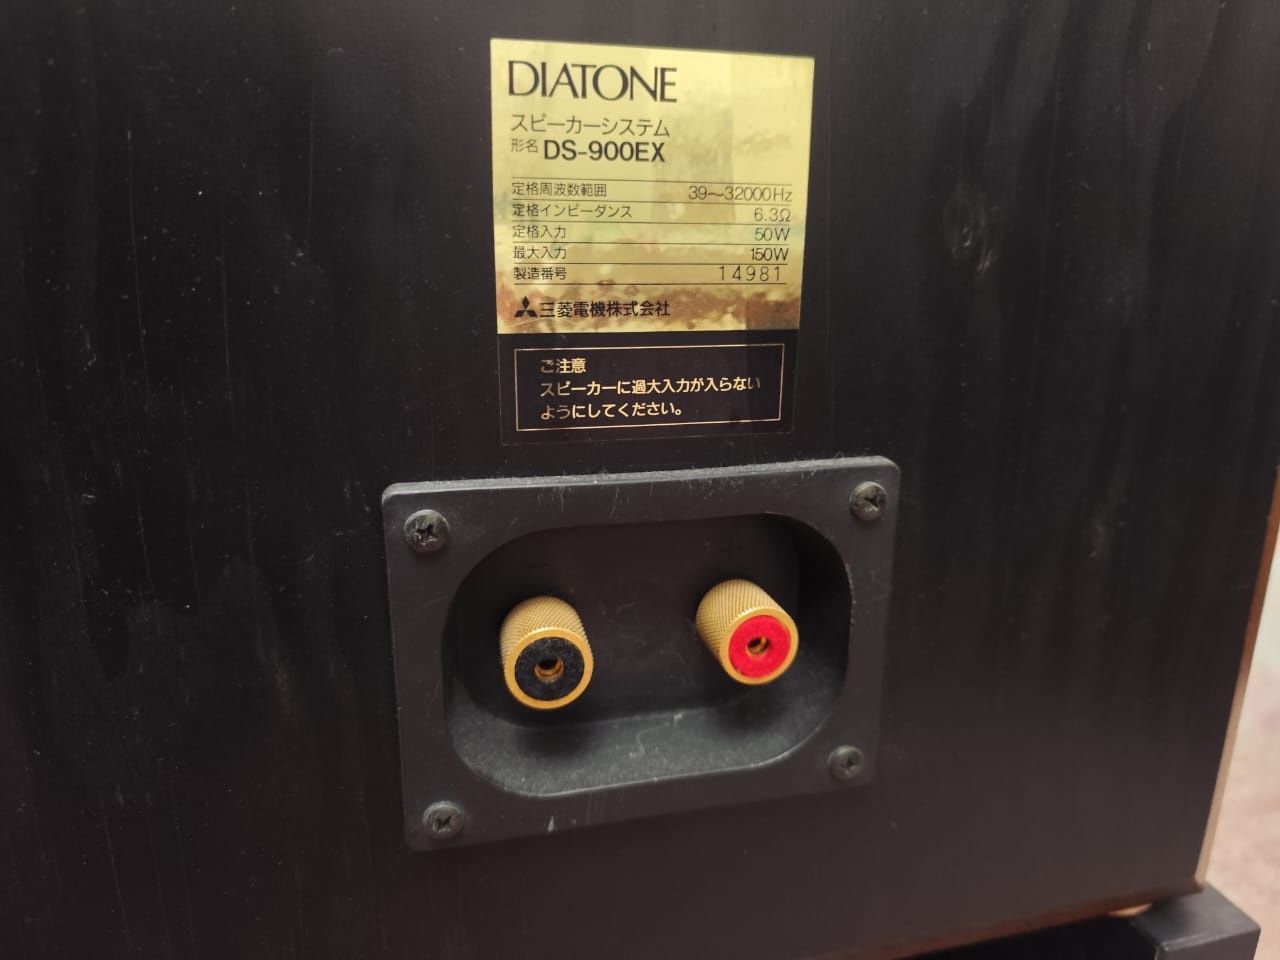 DIATONE
スピーカーシステム
形名 DS-900EX
定格周波数範囲 39〜32000Hz
定格インピーダンス 6.3Ω
定格入力 50W
最大入力 150W
製造番号 14981
三菱電機株式会社
ご注意
スピーカーに過大入力が入らない
ようにしてください。
− +